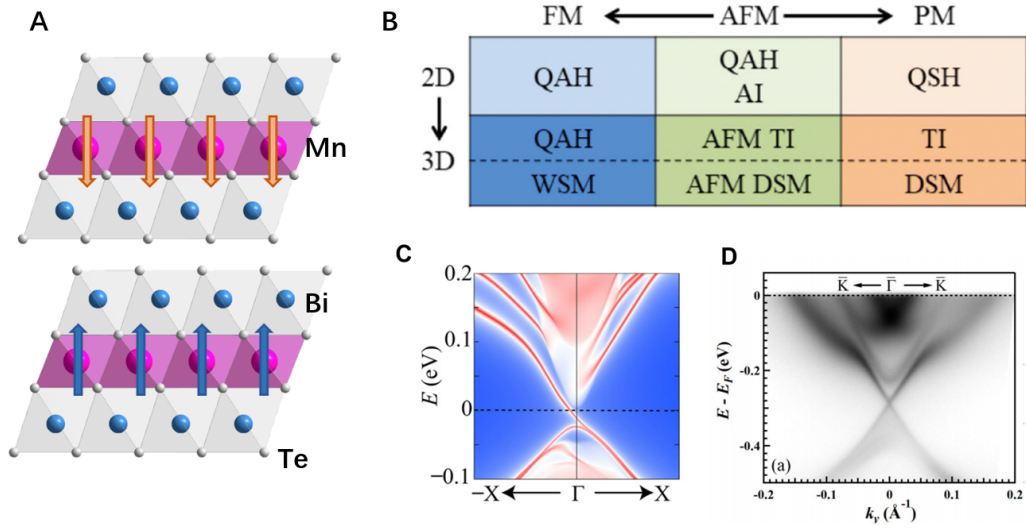 A
Mn
Bi
Te
B
FM AFM PM
2D
QAH
QAH
AI
QSH
3D
QAH
AFM TI
TI
WSM
AFM DSM
DSM
C
E (eV)
0.2
0.1
0
−0.1
−X Γ X
D
K̅ Γ̅ K̅
E - E_F (eV)
0
-0.2
-0.4
(a)
-0.2 -0.1 0 0.1 0.2
k_y (Å⁻¹)